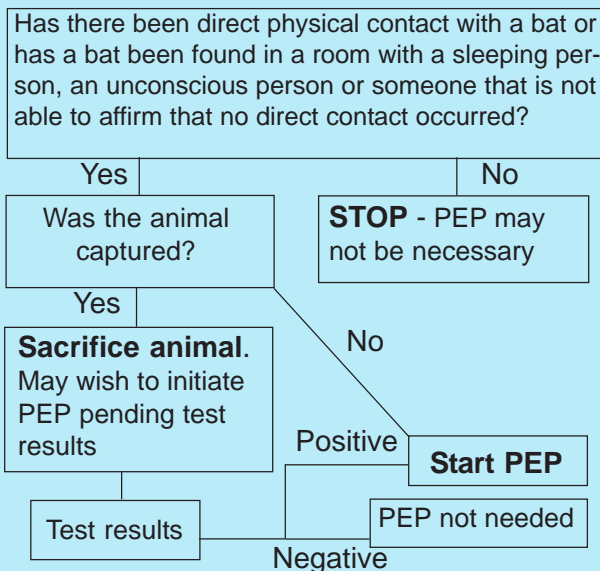 Has there been direct physical contact with a bat or
has a bat been found in a room with a sleeping per-
son, an unconscious person or someone that is not
able to affirm that no direct contact occurred?
Yes
No
Was the animal
captured?
STOP - PEP may
not be necessary
Yes
No
Sacrifice animal.
May wish to initiate
PEP pending test
results
Positive
Start PEP
Test results
PEP not needed
Negative